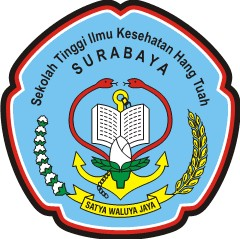 Sekolah Tinggi Ilmu Kesehatan Hang Tuah
SURABAYA
SATYA WALUYA JAYA